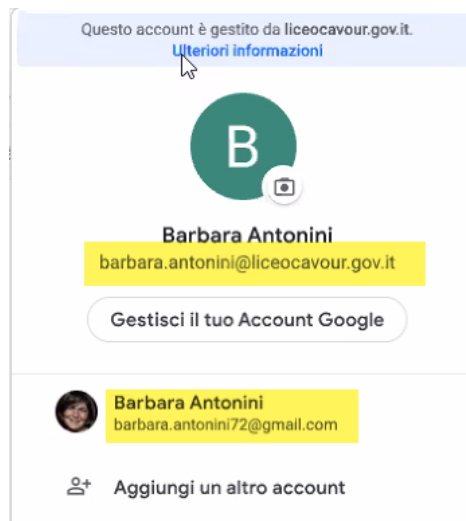 Questo account è gestito da liceocavour.gov.it.
Ulteriori informazioni
B
Barbara Antonini
barbara.antonini@liceocavour.gov.it
Gestisci il tuo Account Google
Barbara Antonini
barbara.antonini72@gmail.com
Aggiungi un altro account